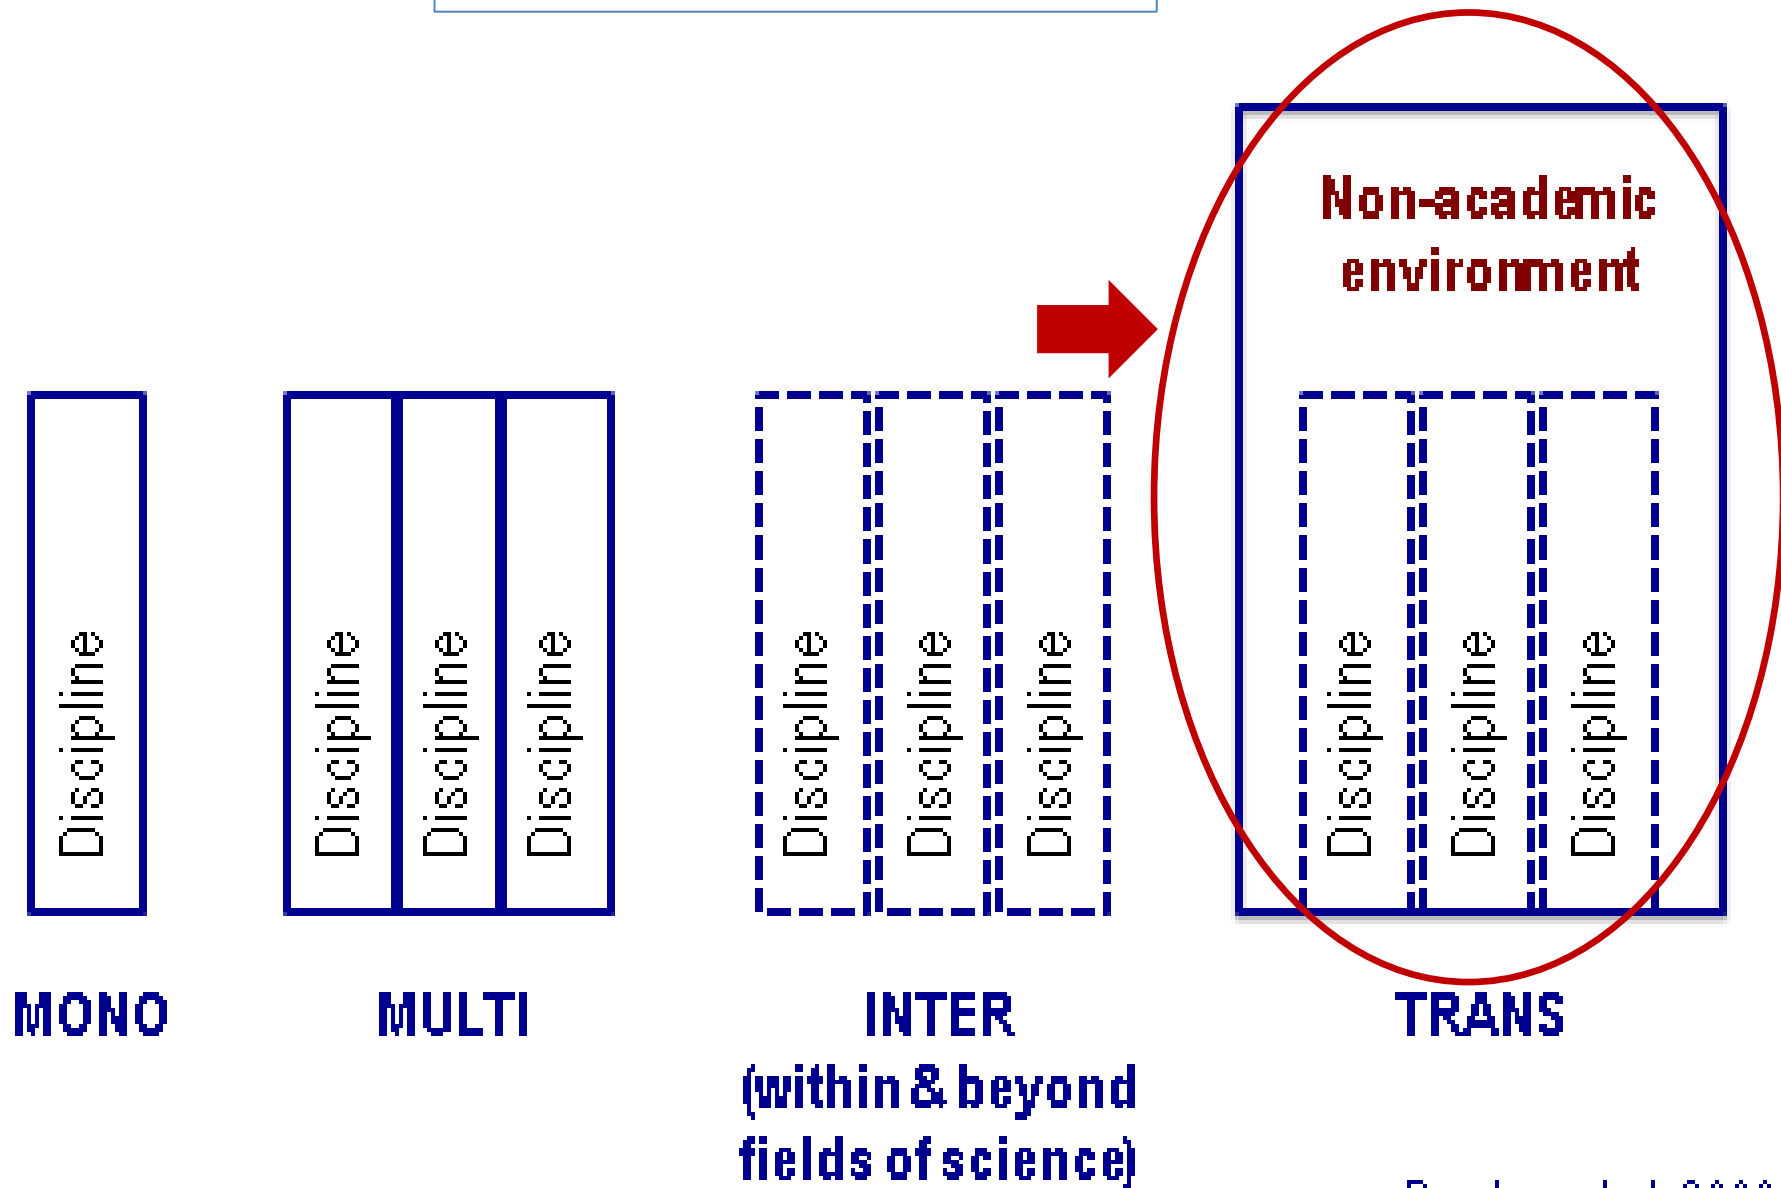 Non-academic
environment
Discipline
Discipline
Discipline
Discipline
Discipline
Discipline
Discipline
Discipline
Discipline
Discipline
MONO
MULTI
INTER
(within & beyond
fields of science)
TRANS